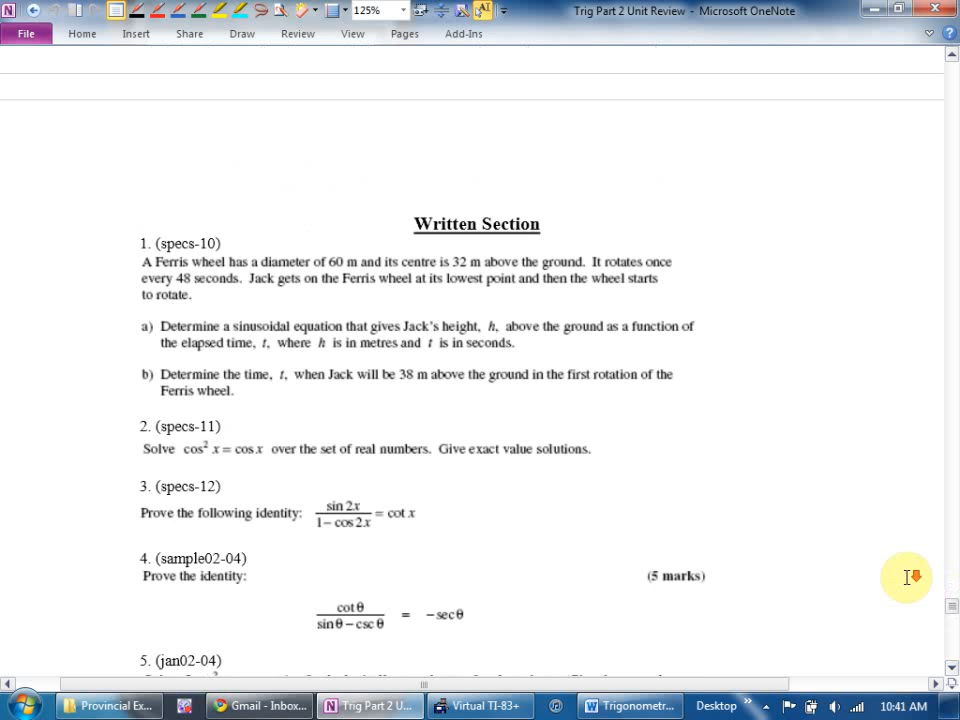 125%
Trig Part 2 Unit Review - Microsoft OneNote
File Home Insert Share Draw Review View Pages Add-Ins
Written Section
1. (specs-10)
A Ferris wheel has a diameter of 60 m and its centre is 32 m above the ground. It rotates once
every 48 seconds. Jack gets on the Ferris wheel at its lowest point and then the wheel starts
to rotate.
a) Determine a sinusoidal equation that gives Jack's height, h, above the ground as a function of
the elapsed time, t, where h is in metres and t is in seconds.
b) Determine the time, t, when Jack will be 38 m above the ground in the first rotation of the
Ferris wheel.
2. (specs-11)
Solve cos² x = cos x over the set of real numbers. Give exact value solutions.
3. (specs-12)
Prove the following identity: sin 2x / 1 − cos 2x = cot x
4. (sample02-04)
Prove the identity: (5 marks)
cot θ / sin θ − csc θ = −sec θ
5. (jan02-04)
Provincial Ex... Gmail - Inbox... Trig Part 2 U... Virtual TI-83+ Trigonometr... Desktop » 10:41 AM